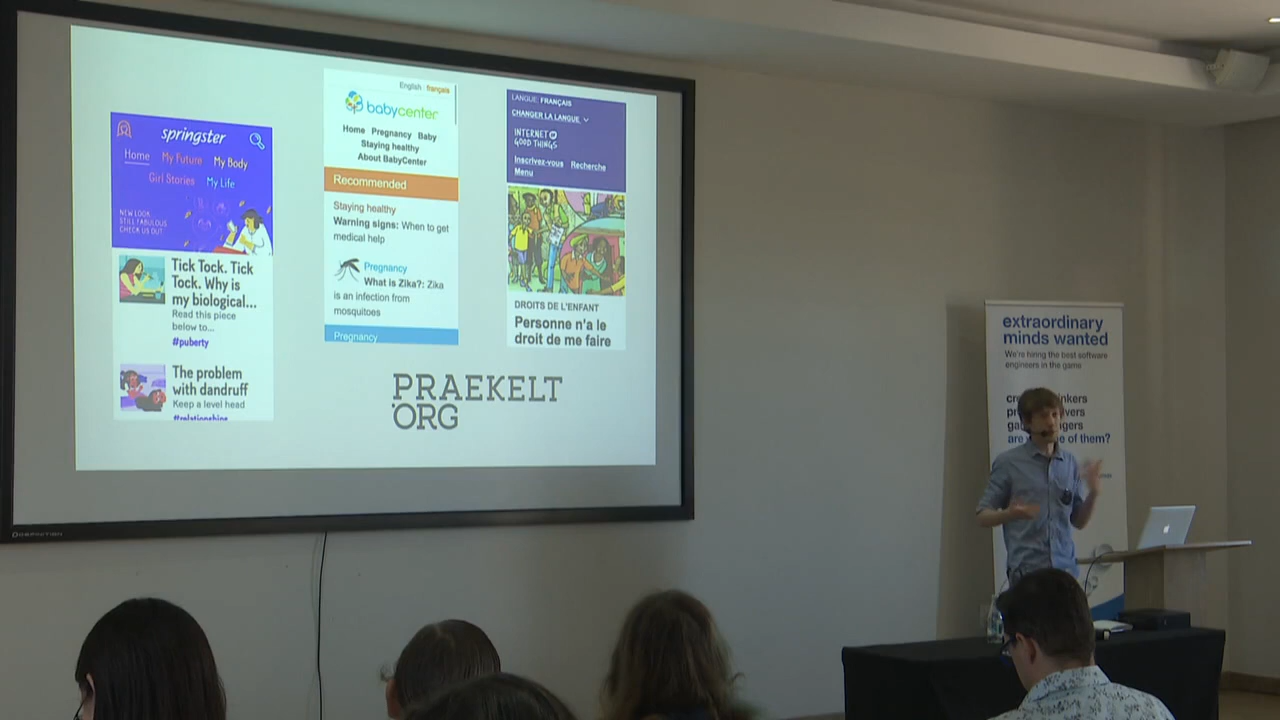 springster
Home My Future My Body
Girl Stories My Life
NEW LOOK
STILL FABULOUS
CHECK US OUT
Tick Tock. Tick
Tock. Why is
my biological...
Read this piece
below to...
#puberty
The problem
with dandruff
Keep a level head
#relationships
English français
babycenter
Home Pregnancy Baby
Staying healthy
About BabyCenter
Recommended
Staying healthy
Warning signs: When to get
medical help
Pregnancy
What is Zika?: Zika
is an infection from
mosquitoes
Pregnancy
LANGUE: FRANÇAIS
CHANGER LA LANGUE
INTERNET OF
GOOD THINGS
Inscrivez-vous Recherche
Menu
DROITS DE L'ENFANT
Personne n'a le
droit de me faire
PRAEKELT
.ORG
extraordinary
minds wanted
We're hiring the best software
engineers in the game
are of them?